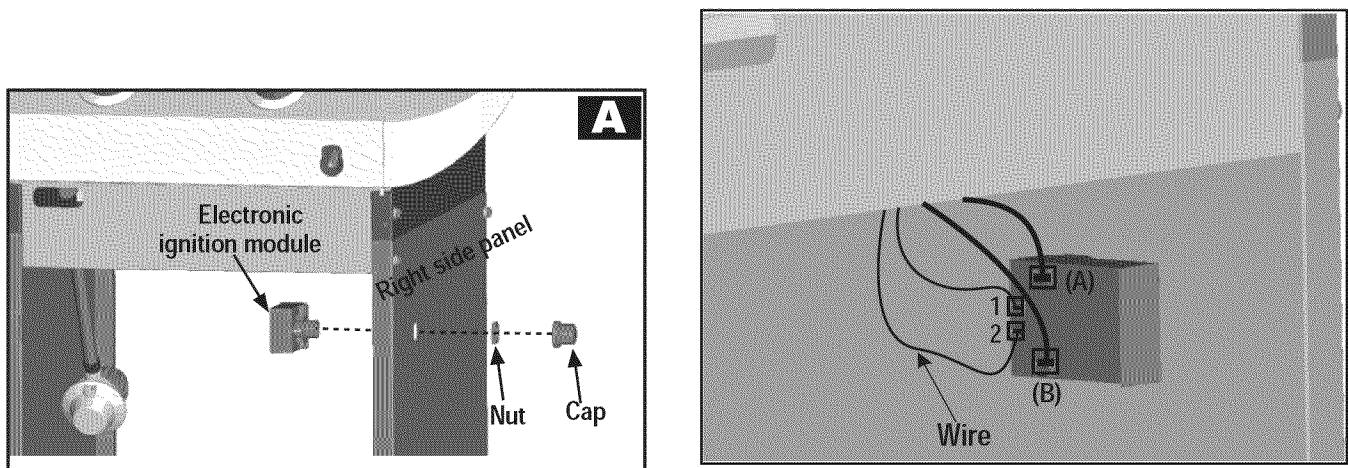 A
Electronic
ignition module
Right side panel
Nut
Cap
(A)
1
2
(B)
Wire